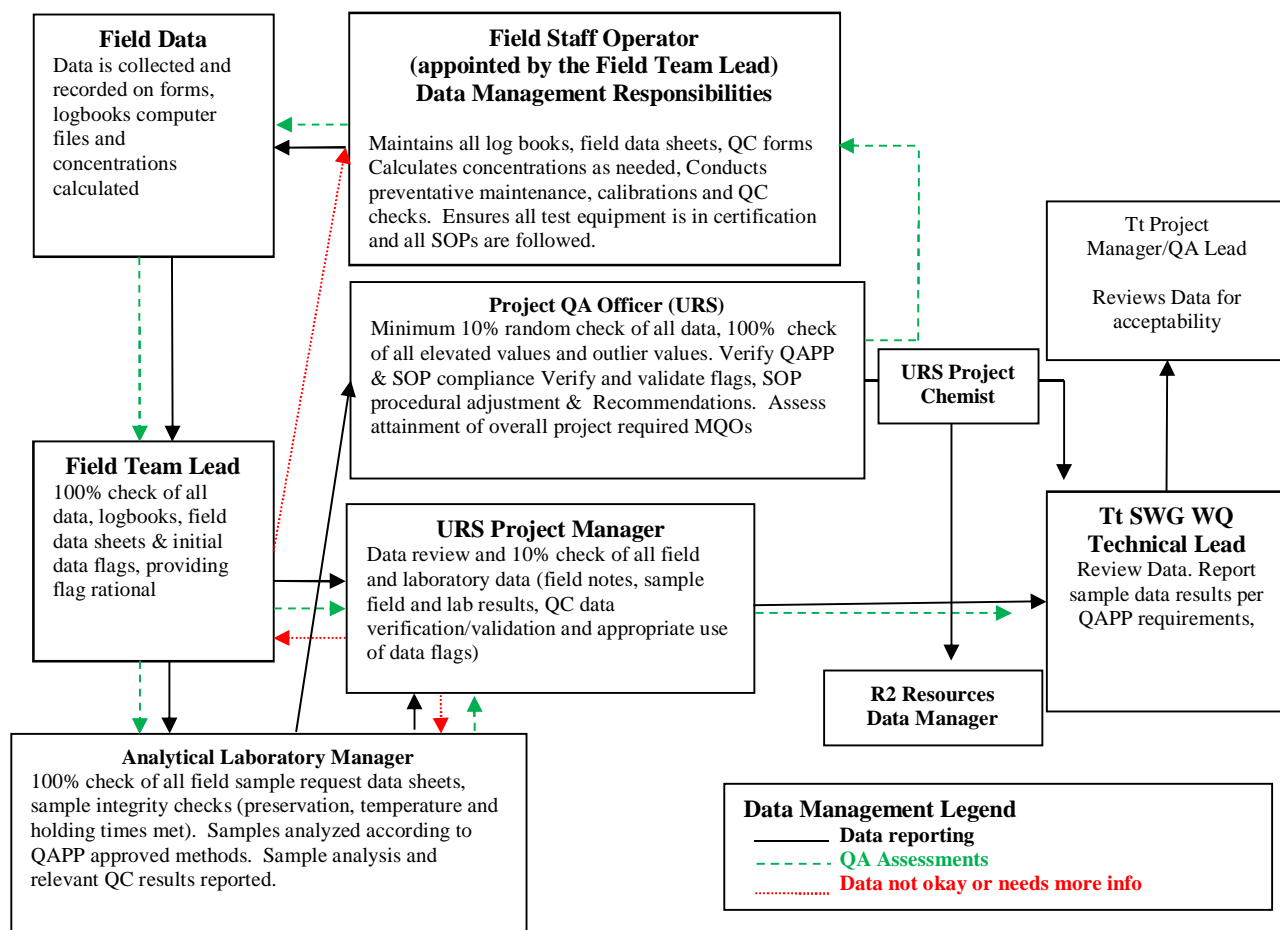 Field Data
Data is collected and
recorded on forms,
logbooks computer
files and
concentrations
calculated
Field Staff Operator
(appointed by the Field Team Lead)
Data Management Responsibilities
Maintains all log books, field data sheets, QC forms
Calculates concentrations as needed, Conducts
preventative maintenance, calibrations and QC
checks.  Ensures all test equipment is in certification
and all SOPs are followed.
Tt Project
Manager/QA Lead
Reviews Data for
acceptability
Project QA Officer (URS)
Minimum 10% random check of all data, 100%  check
of all elevated values and outlier values. Verify QAPP
& SOP compliance Verify and validate flags, SOP
procedural adjustment &  Recommendations.  Assess
attainment of overall project required MQOs
URS Project
Chemist
Field Team Lead
100% check of all
data, logbooks, field
data sheets & initial
data flags, providing
flag rational
URS Project Manager
Data review and 10% check of all field
and laboratory data (field notes, sample
field and lab results, QC data
verification/validation and appropriate use
of data flags)
Tt SWG WQ
Technical Lead
Review Data. Report
sample data results per
QAPP requirements,
R2 Resources
Data Manager
Analytical Laboratory Manager
100% check of all field sample request data sheets,
sample integrity checks (preservation, temperature and
holding times met).  Samples analyzed according to
QAPP approved methods.  Sample analysis and
relevant QC results reported.
Data Management Legend
Data reporting
QA Assessments
Data not okay or needs more info